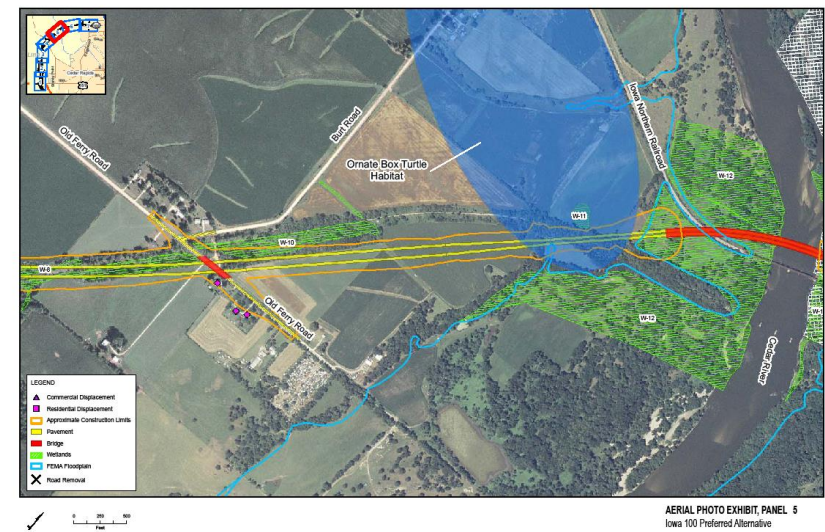 Old Ferry Road
Burt Road
Iowa Northern Railroad
Ornate Box Turtle
Habitat
W-12
W-11
W-10
W-8
Old Ferry Road
W-12
Cedar River
LEGEND
Commercial Displacement
Residential Displacement
Approximate Construction Limits
Pavement
Bridge
Wetlands
FEMA Floodplain
Road Removal
0 250 500
Feet
AERIAL PHOTO EXHIBIT, PANEL 5
Iowa 100 Preferred Alternative